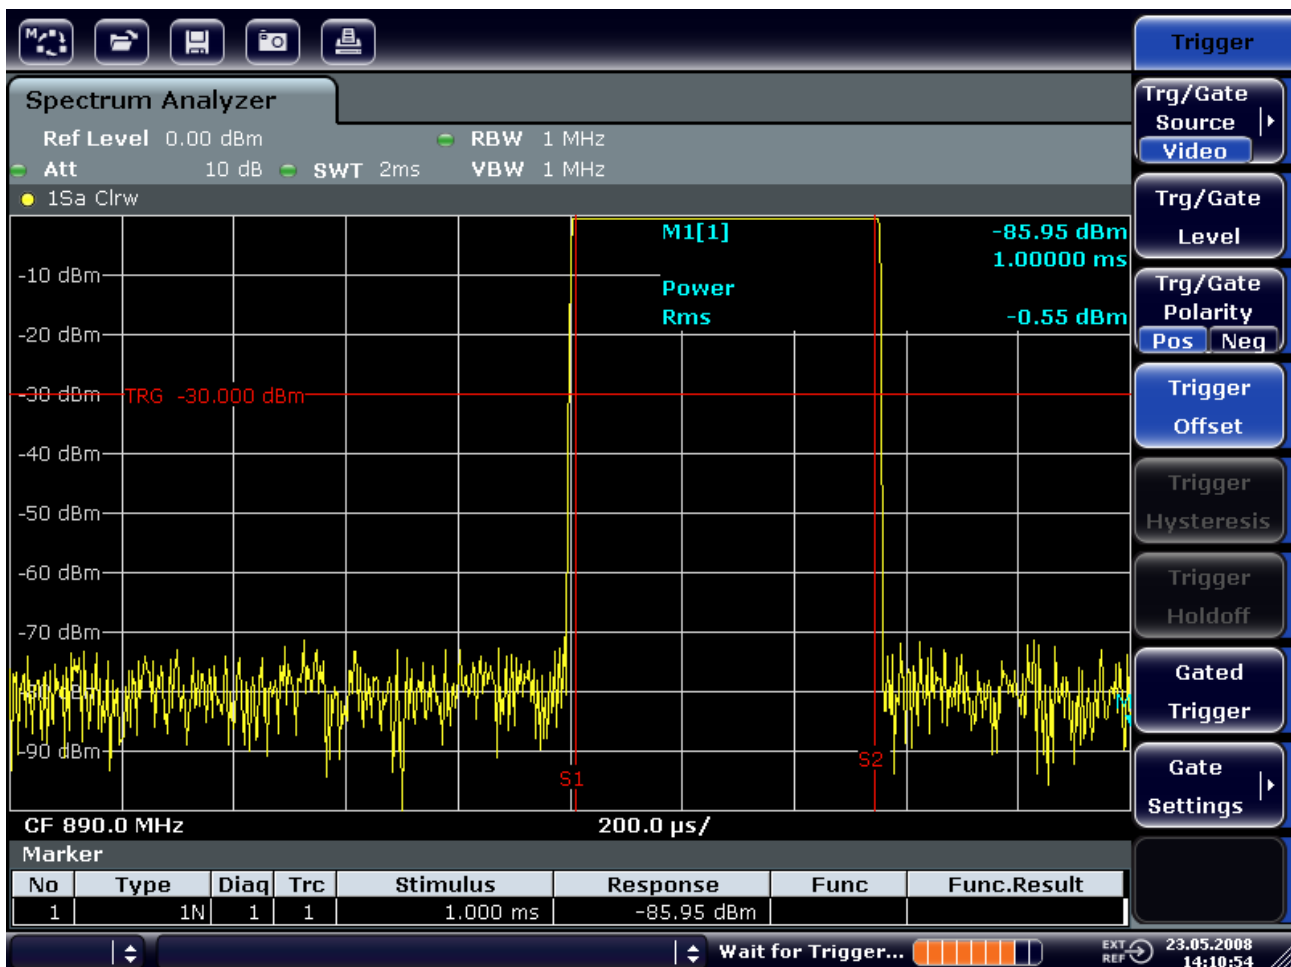 Trigger
Spectrum Analyzer
Ref Level 0.00 dBm RBW 1 MHz
Att 10 dB SWT 2ms VBW 1 MHz
1Sa Clrw
M1[1] -85.95 dBm
1.00000 ms
Power
Rms -0.55 dBm
-10 dBm
-20 dBm
-30 dBm
TRG -30.000 dBm
-40 dBm
-50 dBm
-60 dBm
-70 dBm
-80 dBm
-90 dBm
S1
S2
CF 890.0 MHz 200.0 µs/
Marker
No Type Diag Trc Stimulus Response Func Func.Result
1 1N 1 1 1.000 ms -85.95 dBm
Trg/Gate
Source
Video
Trg/Gate
Level
Trg/Gate
Polarity
Pos Neg
Trigger
Offset
Trigger
Hysteresis
Trigger
Holdoff
Gated
Trigger
Gate
Settings
Wait for Trigger...
EXT
REF
23.05.2008
14:10:54